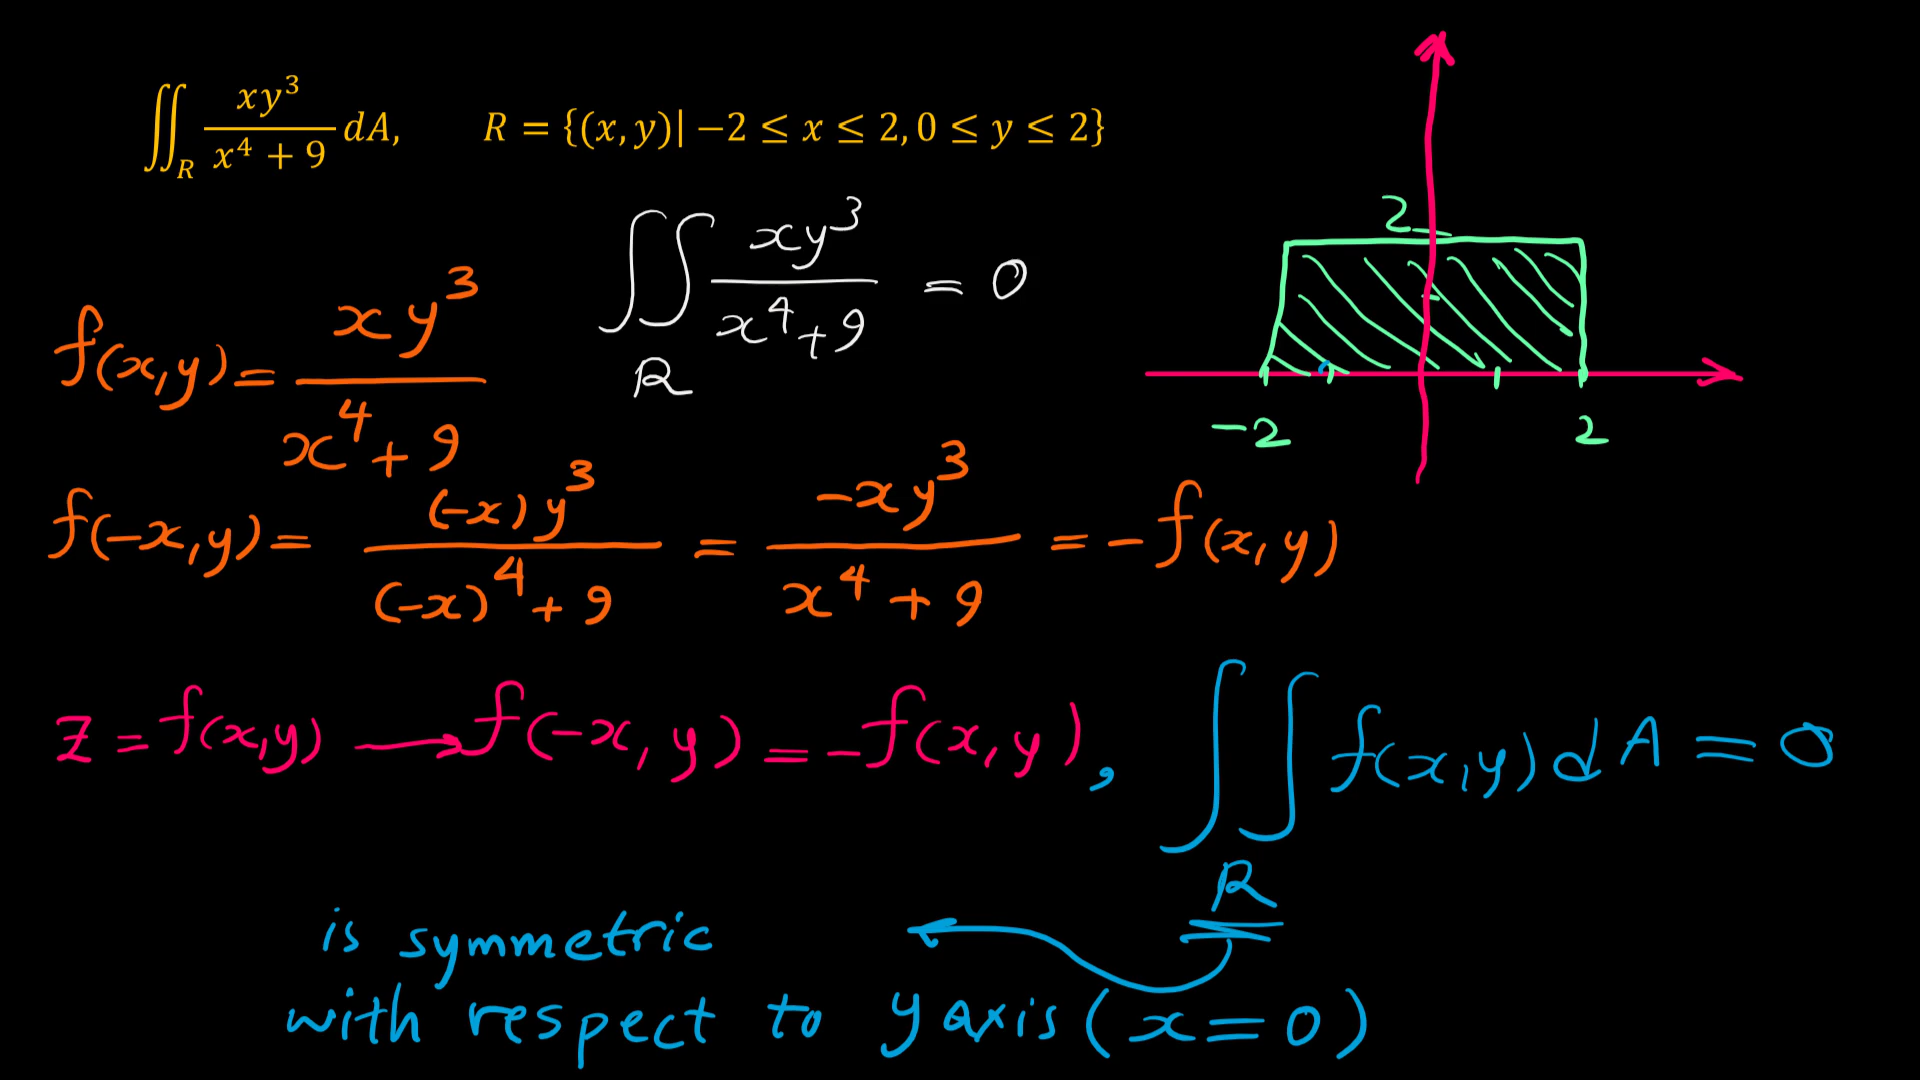 ∬_R xy³/(x⁴ + 9) dA, R = {(x, y)| −2 ≤ x ≤ 2, 0 ≤ y ≤ 2}
∬_R xy³/(x⁴+9) = 0
2
-2 2
f(x,y) = xy³/(x⁴+9)
f(-x,y) = (-x)y³/((-x)⁴+9) = -xy³/(x⁴+9) = -f(x,y)
z = f(x,y) → f(-x,y) = -f(x,y), ∬_R f(x,y)dA = 0
is symmetric
with respect to y axis (x=0)